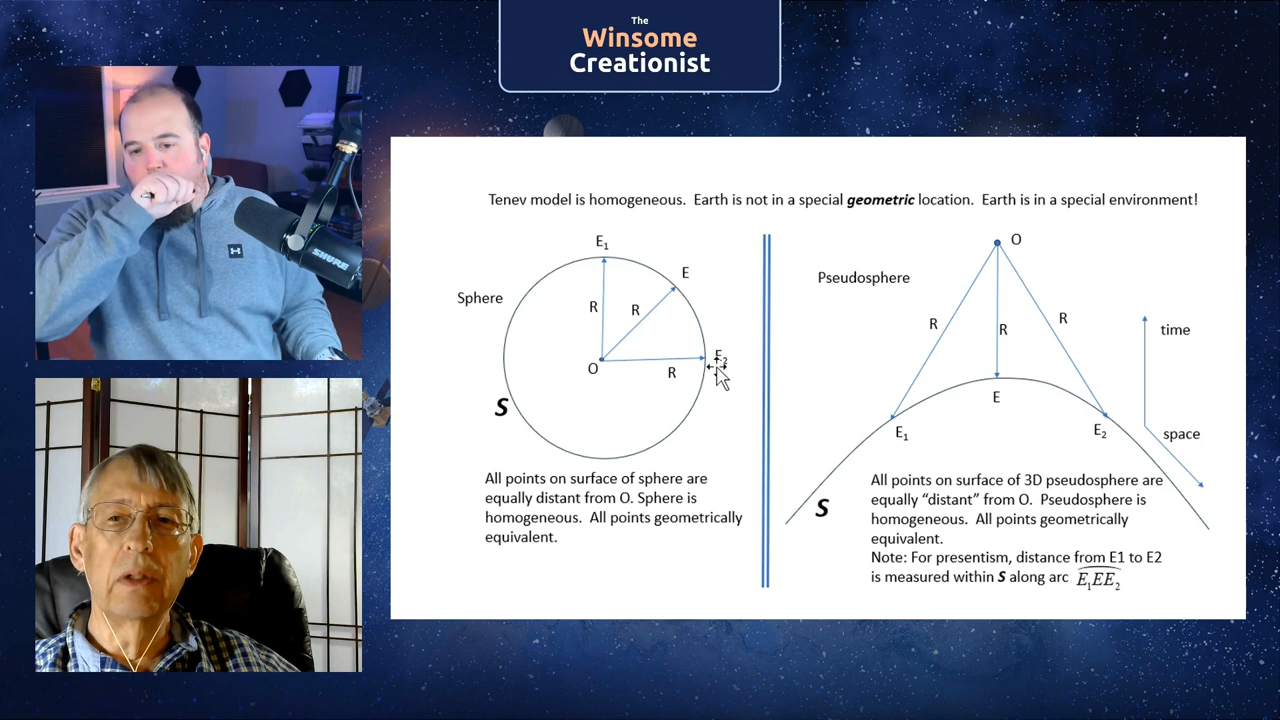 The
Winsome
Creationist
Tenev model is homogeneous. Earth is not in a special geometric location. Earth is in a special environment!
E1
E
Sphere
R
R
E2
O
R
S
All points on surface of sphere are
equally distant from O. Sphere is
homogeneous. All points geometrically
equivalent.
O
Pseudosphere
R
R
R
time
E
E1
E2
space
S
All points on surface of 3D pseudosphere are
equally “distant” from O. Pseudosphere is
homogeneous. All points geometrically
equivalent.
Note: For presentism, distance from E1 to E2
is measured within S along arc E1EE2
SHURE